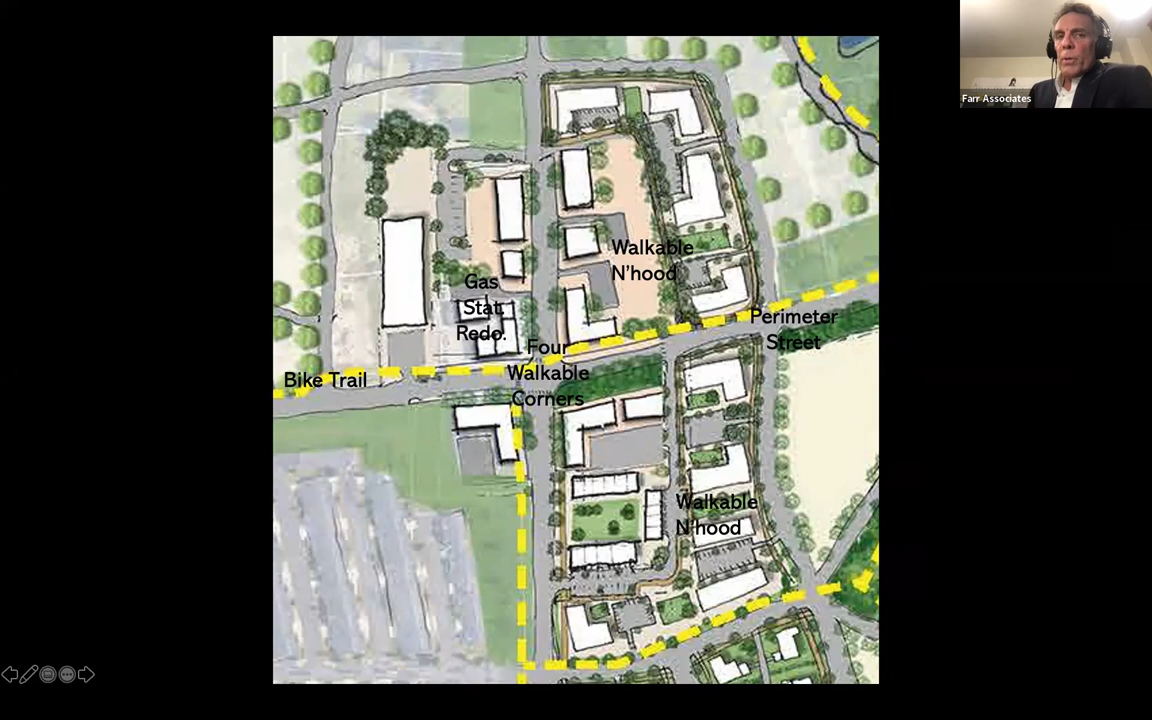 Farr Associates
Walkable
N'hood
Gas
Stat.
Redo.
Perimeter
Street
Four
Walkable
Corners
Bike Trail
Walkable
N'hood